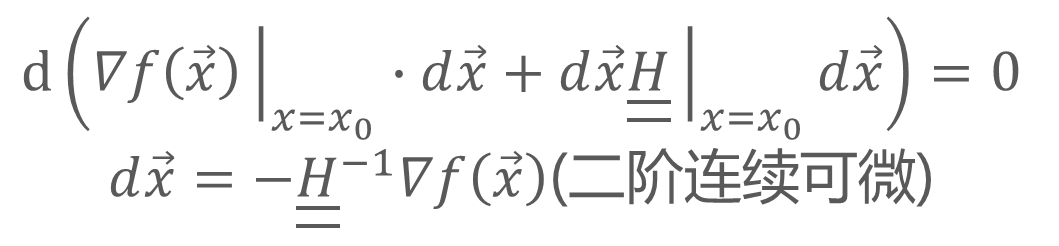 d(∇f(x⃗)|ₓ₌ₓ₀ · dx⃗ + dx⃗H̳|ₓ₌ₓ₀ dx⃗) = 0
dx⃗ = −H̳⁻¹∇f(x⃗)(二阶连续可微)